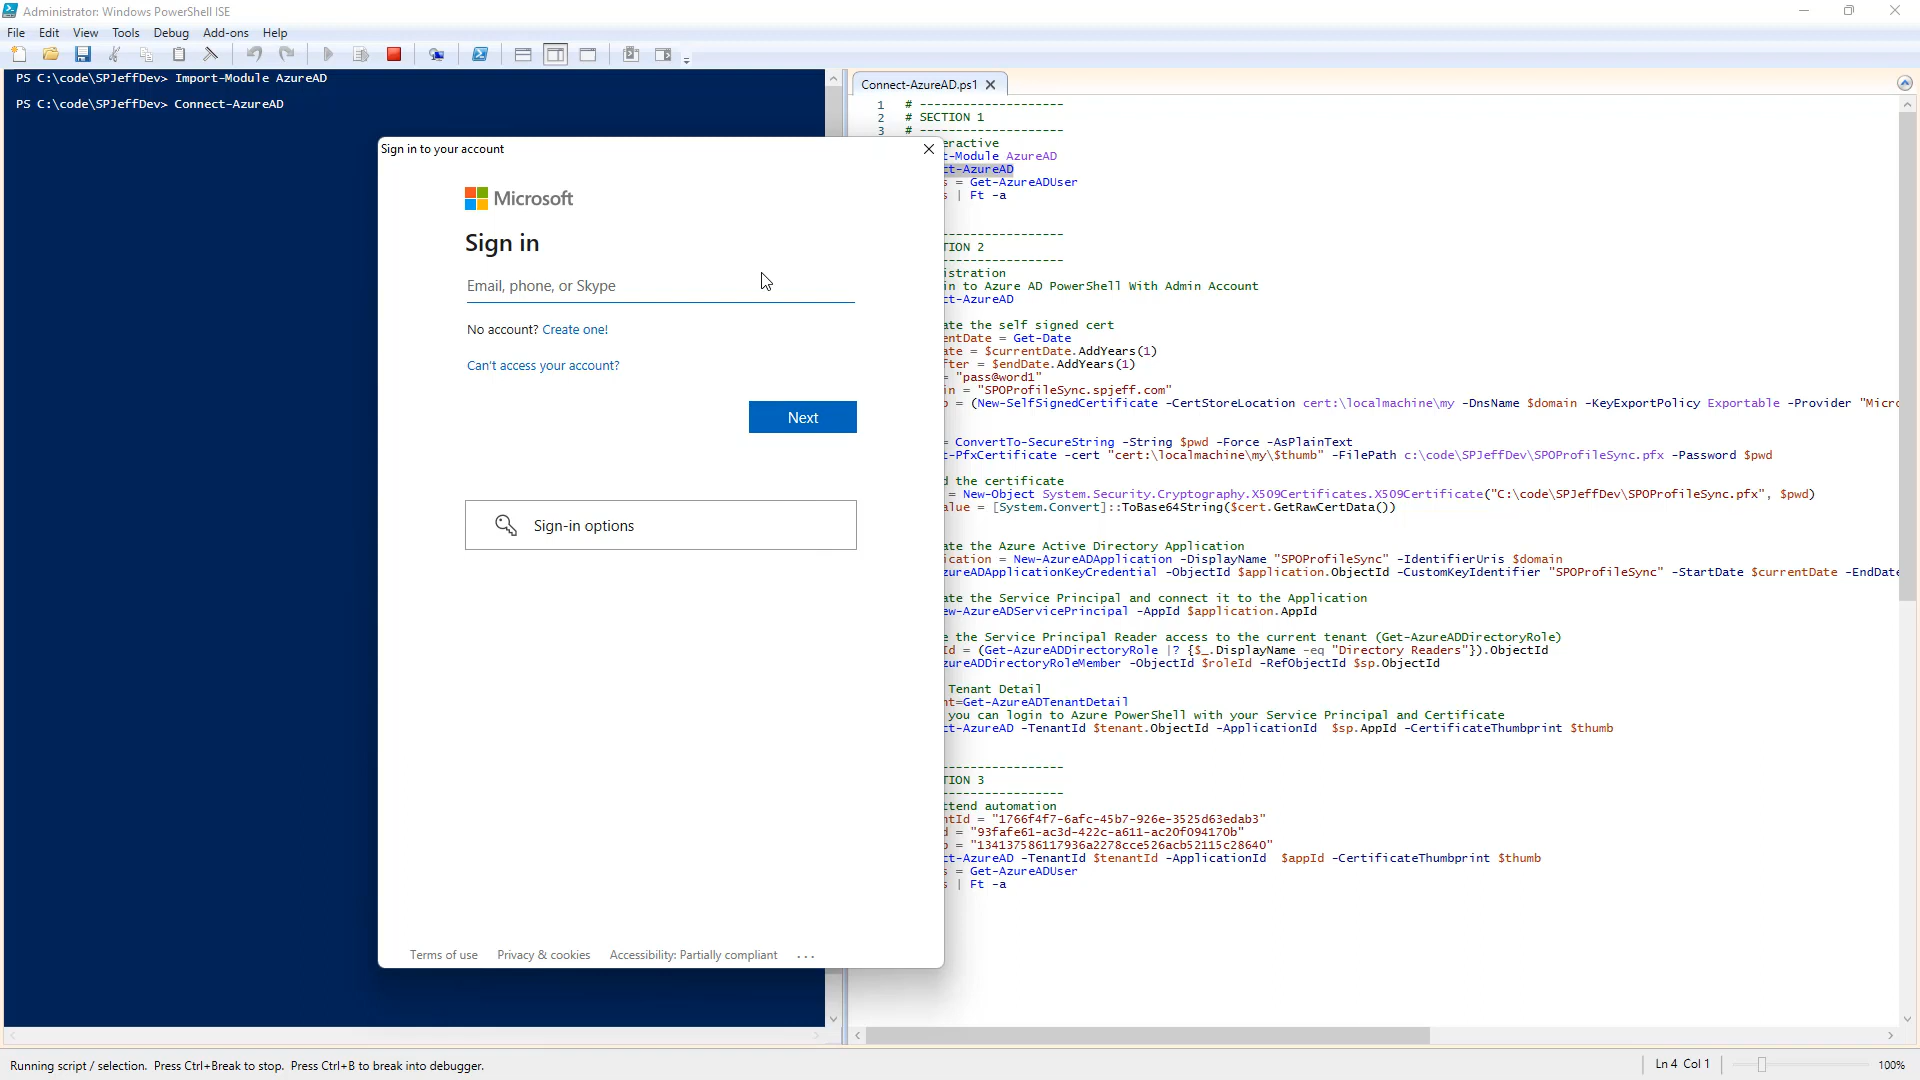 Administrator: Windows PowerShell ISE
File Edit View Tools Debug Add-ons Help
PS C:\code\SPJeffDev> Import-Module AzureAD
PS C:\code\SPJeffDev> Connect-AzureAD
Sign in to your account
Microsoft
Sign in
Email, phone, or Skype
No account? Create one!
Can't access your account?
Next
Sign-in options
Terms of use Privacy & cookies Accessibility: Partially compliant ...
Connect-AzureAD.ps1
1 # --------------------
2 # SECTION 1
3 # --------------------
eractive
t-Module AzureAD
ct-AzureAD
s = Get-AzureADUser
s | Ft -a
--------------------
TION 2
--------------------
istration
in to Azure AD PowerShell With Admin Account
ct-AzureAD
ate the self signed cert
entDate = Get-Date
ate = $currentDate.AddYears(1)
fter = $endDate.AddYears(1)
= "pass@word1"
in = "SPOProfileSync.spjeff.com"
b = (New-SelfSignedCertificate -CertStoreLocation cert:\localmachine\my -DnsName $domain -KeyExportPolicy Exportable -Provider "Micro
= ConvertTo-SecureString -String $pwd -Force -AsPlainText
t-PfxCertificate -cert "cert:\localmachine\my\$thumb" -FilePath c:\code\SPJeffDev\SPOProfileSync.pfx -Password $pwd
d the certificate
= New-Object System.Security.Cryptography.X509Certificates.X509Certificate("C:\code\SPJeffDev\SPOProfileSync.pfx", $pwd)
alue = [System.Convert]::ToBase64String($cert.GetRawCertData())
ate the Azure Active Directory Application
ication = New-AzureADApplication -DisplayName "SPOProfileSync" -IdentifierUris $domain
zureADApplicationKeyCredential -ObjectId $application.ObjectId -CustomKeyIdentifier "SPOProfileSync" -StartDate $currentDate -EndDate
ate the Service Principal and connect it to the Application
ew-AzureADServicePrincipal -AppId $application.AppId
e the Service Principal Reader access to the current tenant (Get-AzureADDirectoryRole)
Id = (Get-AzureADDirectoryRole |? {$_.DisplayName -eq "Directory Readers"}).ObjectId
zureADDirectoryRoleMember -ObjectId $roleId -RefObjectId $sp.ObjectId
Tenant Detail
nt=Get-AzureADTenantDetail
you can login to Azure PowerShell with your Service Principal and Certificate
ct-AzureAD -TenantId $tenant.ObjectId -ApplicationId  $sp.AppId -CertificateThumbprint $thumb
--------------------
TION 3
--------------------
ttend automation
ntId = "1766f4f7-6afc-45b7-926e-3525d63edab3"
d = "93fafe61-ac3d-422c-a611-ac20f094170b"
b = "134137586117936a2278cce526acb52115c28640"
ct-AzureAD -TenantId $tenantId -ApplicationId  $appId -CertificateThumbprint $thumb
s = Get-AzureADUser
s | Ft -a
Running script / selection. Press Ctrl+Break to stop. Press Ctrl+B to break into debugger.
Ln 4 Col 1
100%